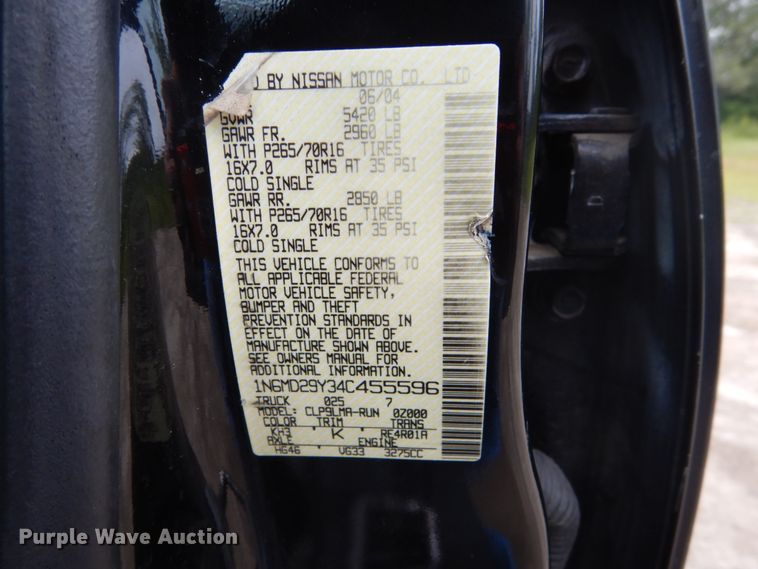 D BY NISSAN MOTOR CO. LTD
06/04
GVWR 5420 LB
GAWR FR. 2960 LB
WITH P265/70R16 TIRES
16X7.0 RIMS AT 35 PSI
COLD SINGLE
GAWR RR. 2850 LB
WITH P265/70R16 TIRES
16X7.0 RIMS AT 35 PSI
COLD SINGLE
THIS VEHICLE CONFORMS TO
ALL APPLICABLE FEDERAL
MOTOR VEHICLE SAFETY,
BUMPER AND THEFT
PREVENTION STANDARDS IN
EFFECT ON THE DATE OF
MANUFACTURE SHOWN ABOVE.
SEE OWNERS MANUAL FOR
ADDITIONAL INFORMATION.
1N6MD29Y34C455596
TRUCK 025 7
MODEL: CLP9LMA-RUN 0Z000
COLOR TRIM TRANS
KH3 K RE4R01A
AXLE ENGINE
HG46 VG33 3275CC
Purple Wave Auction